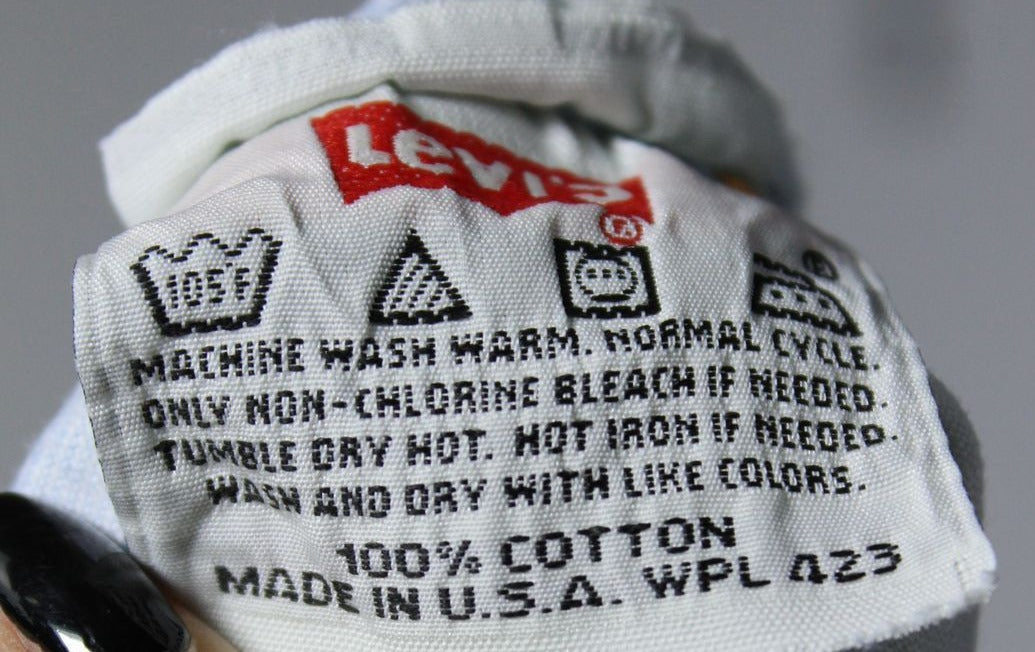 Levi's ®
105°F
MACHINE WASH WARM. NORMAL CYCLE.
ONLY NON-CHLORINE BLEACH IF NEEDED.
TUMBLE DRY HOT. HOT IRON IF NEEDED.
WASH AND DRY WITH LIKE COLORS.
100% COTTON
MADE IN U.S.A. WPL 423